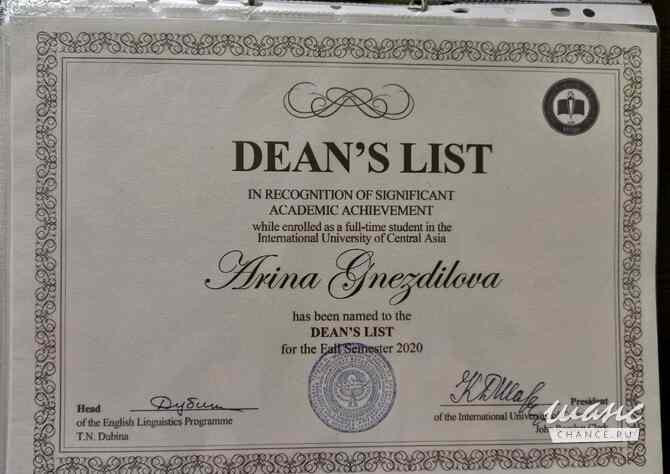 DEAN'S LIST
IN RECOGNITION OF SIGNIFICANT
ACADEMIC ACHIEVEMENT
while enrolled as a full-time student in the
International University of Central Asia
Arina Gnezdilova
has been named to the
DEAN'S LIST
for the Fall Semester 2020
Head
of the English Linguistics Programme
T.N. Dubina
President
of the International
John
шанс
CHANCE.RU